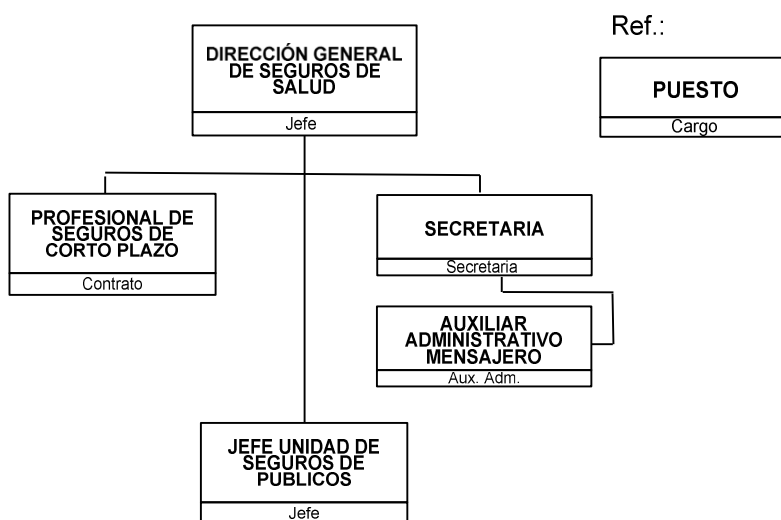 Ref.:
DIRECCIÓN GENERAL
DE SEGUROS DE
SALUD
Jefe
PUESTO
Cargo
PROFESIONAL DE
SEGUROS DE
CORTO PLAZO
Contrato
SECRETARIA
Secretaria
AUXILIAR
ADMINISTRATIVO
MENSAJERO
Aux. Adm.
JEFE UNIDAD DE
SEGUROS DE
PUBLICOS
Jefe